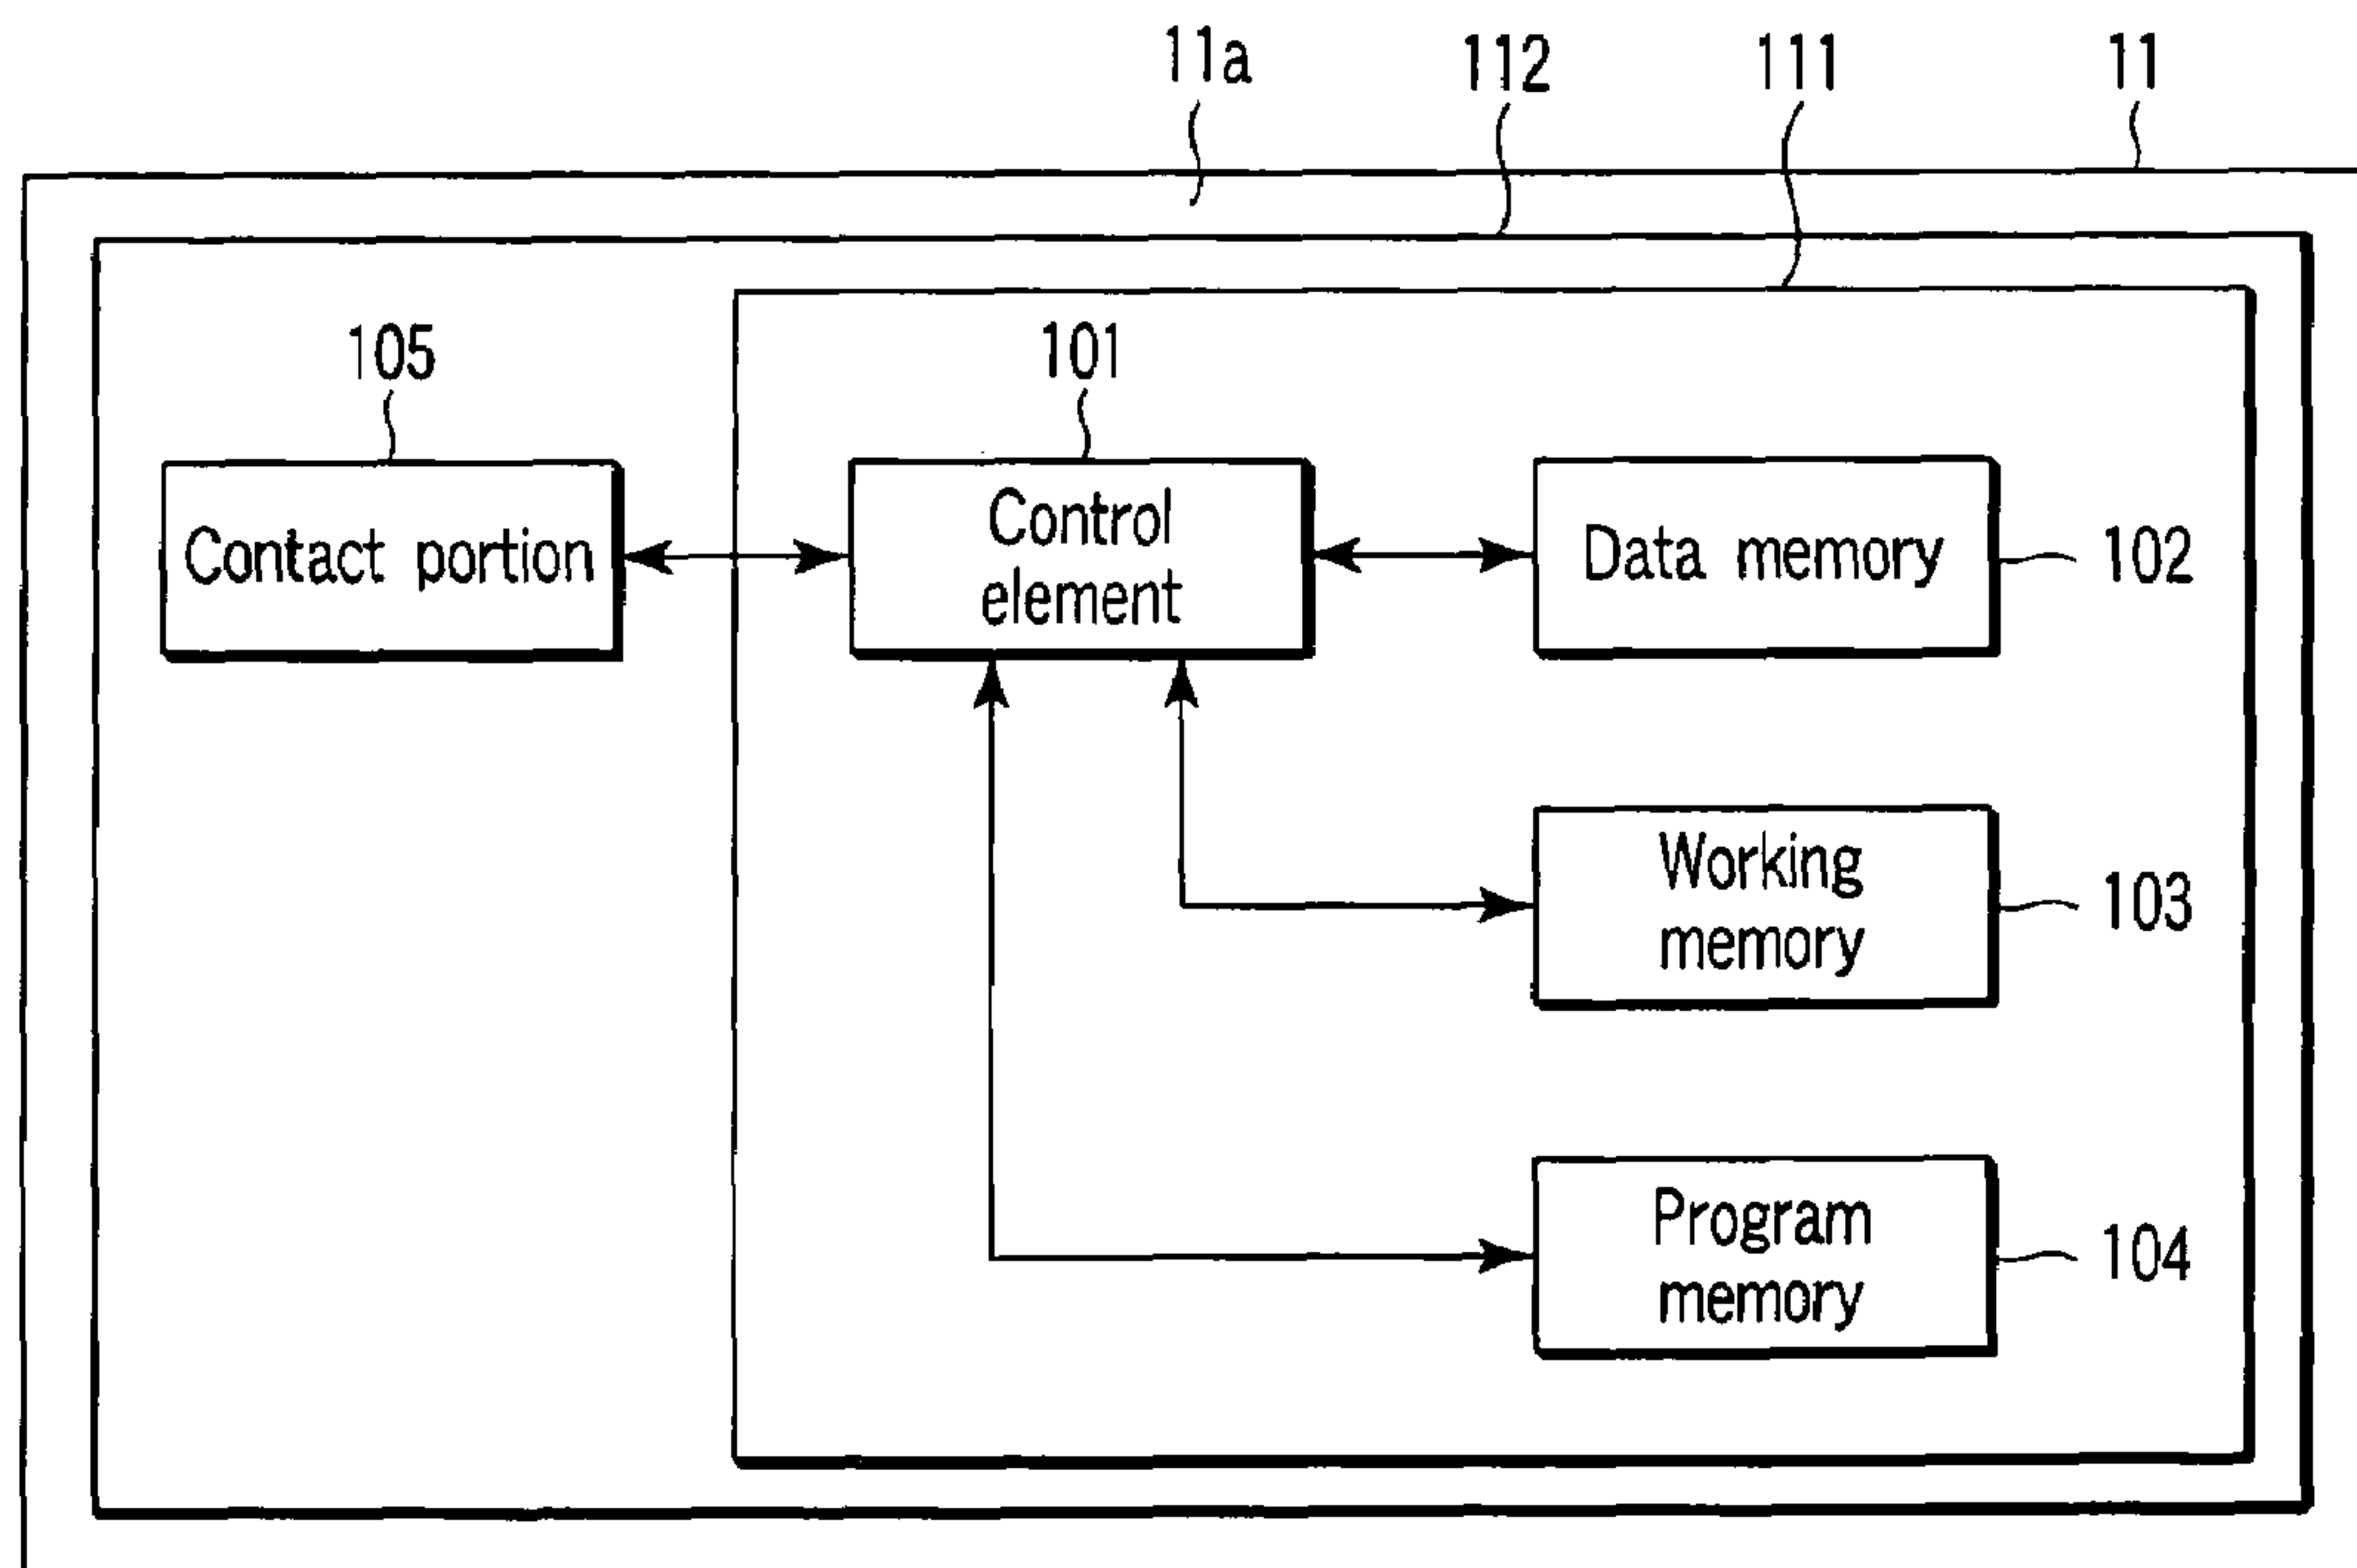 11a
112
111
11
105
101
Contact portion
Control
element
Data memory
102
Working
memory
103
Program
memory
104